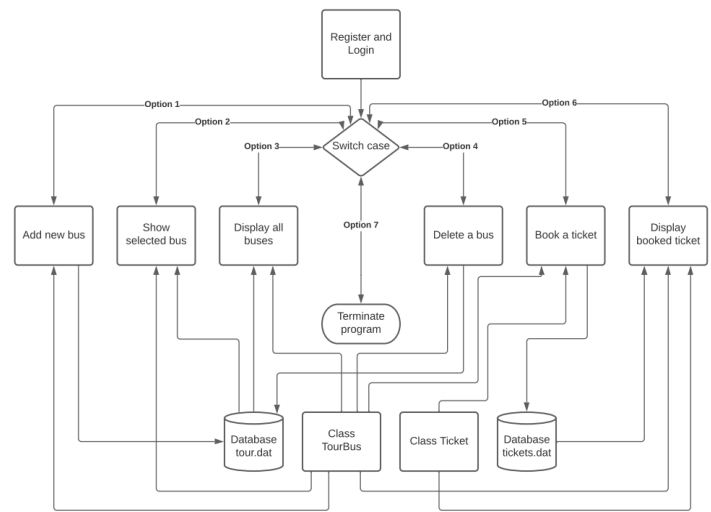 Register and
Login
Option 1
Option 6
Option 2
Option 5
Option 3
Switch case
Option 4
Add new bus
Show
selected bus
Display all
buses
Option 7
Delete a bus
Book a ticket
Display
booked ticket
Terminate
program
Database
tour.dat
Class
TourBus
Class Ticket
Database
tickets.dat